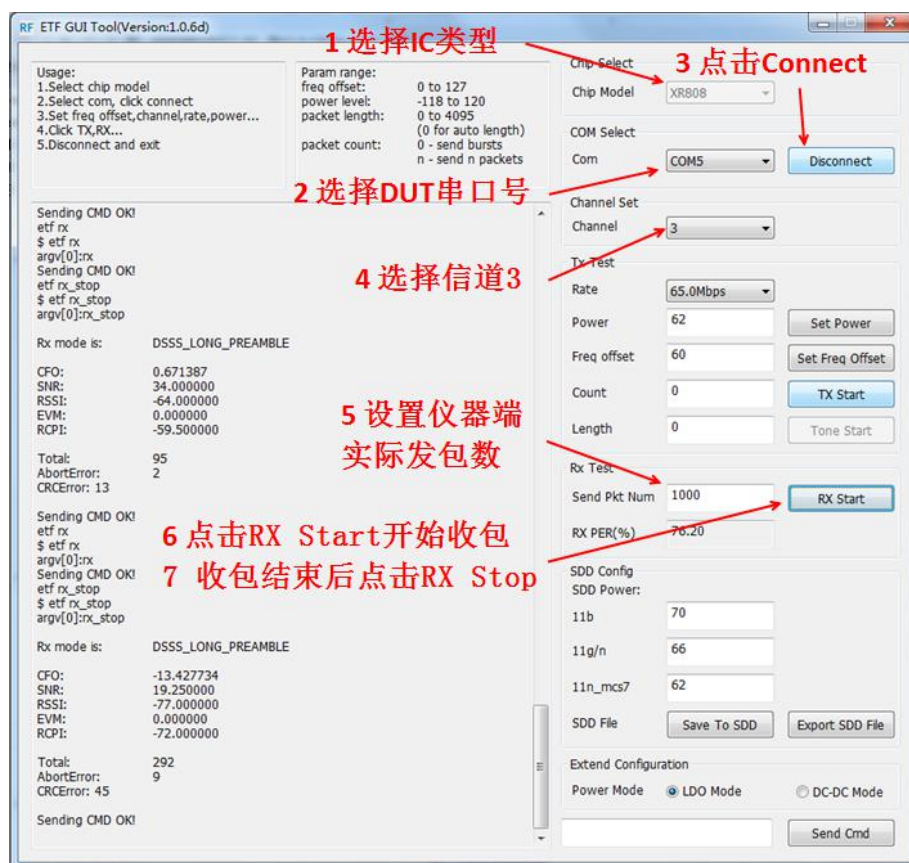 RF ETF GUI Tool(Version:1.0.6d)
1 选择IC类型
3 点击Connect
Usage:
1.Select chip model
2.Select com, click connect
3.Set freq offset,channel,rate,power...
4.Click TX,RX...
5.Disconnect and exit
Param range:
freq offset: 0 to 127
power level: -118 to 120
packet length: 0 to 4095
(0 for auto length)
packet count: 0 - send bursts
n - send n packets
Chip Select
Chip Model XR808
COM Select
Com COM5 Disconnect
2 选择DUT串口号
Channel Set
Channel 3
4 选择信道3
Sending CMD OK!
etf rx
$ etf rx
argv[0]:rx
Sending CMD OK!
etf rx_stop
$ etf rx_stop
argv[0]:rx_stop
Rx mode is: DSSS_LONG_PREAMBLE
CFO: 0.671387
SNR: 34.000000
RSSI: -64.000000
EVM: 0.000000
RCPI: -59.500000
Total: 95
AbortError: 2
CRCError: 13
Sending CMD OK!
etf rx
$ etf rx
argv[0]:rx
Sending CMD OK!
etf rx_stop
$ etf rx_stop
argv[0]:rx_stop
Rx mode is: DSSS_LONG_PREAMBLE
CFO: -13.427734
SNR: 19.250000
RSSI: -77.000000
EVM: 0.000000
RCPI: -72.000000
Total: 292
AbortError: 9
CRCError: 45
Sending CMD OK!
Tx Test
Rate 65.0Mbps
Power 62 Set Power
Freq offset 60 Set Freq Offset
Count 0 TX Start
Length 0 Tone Start
5 设置仪器端
实际发包数
Rx Test
Send Pkt Num 1000 RX Start
RX PER(%) 76.20
6 点击RX Start开始收包
7 收包结束后点击RX Stop
SDD Config
SDD Power:
11b 70
11g/n 66
11n_mcs7 62
SDD File Save To SDD Export SDD File
Extend Configuration
Power Mode LDO Mode DC-DC Mode
Send Cmd